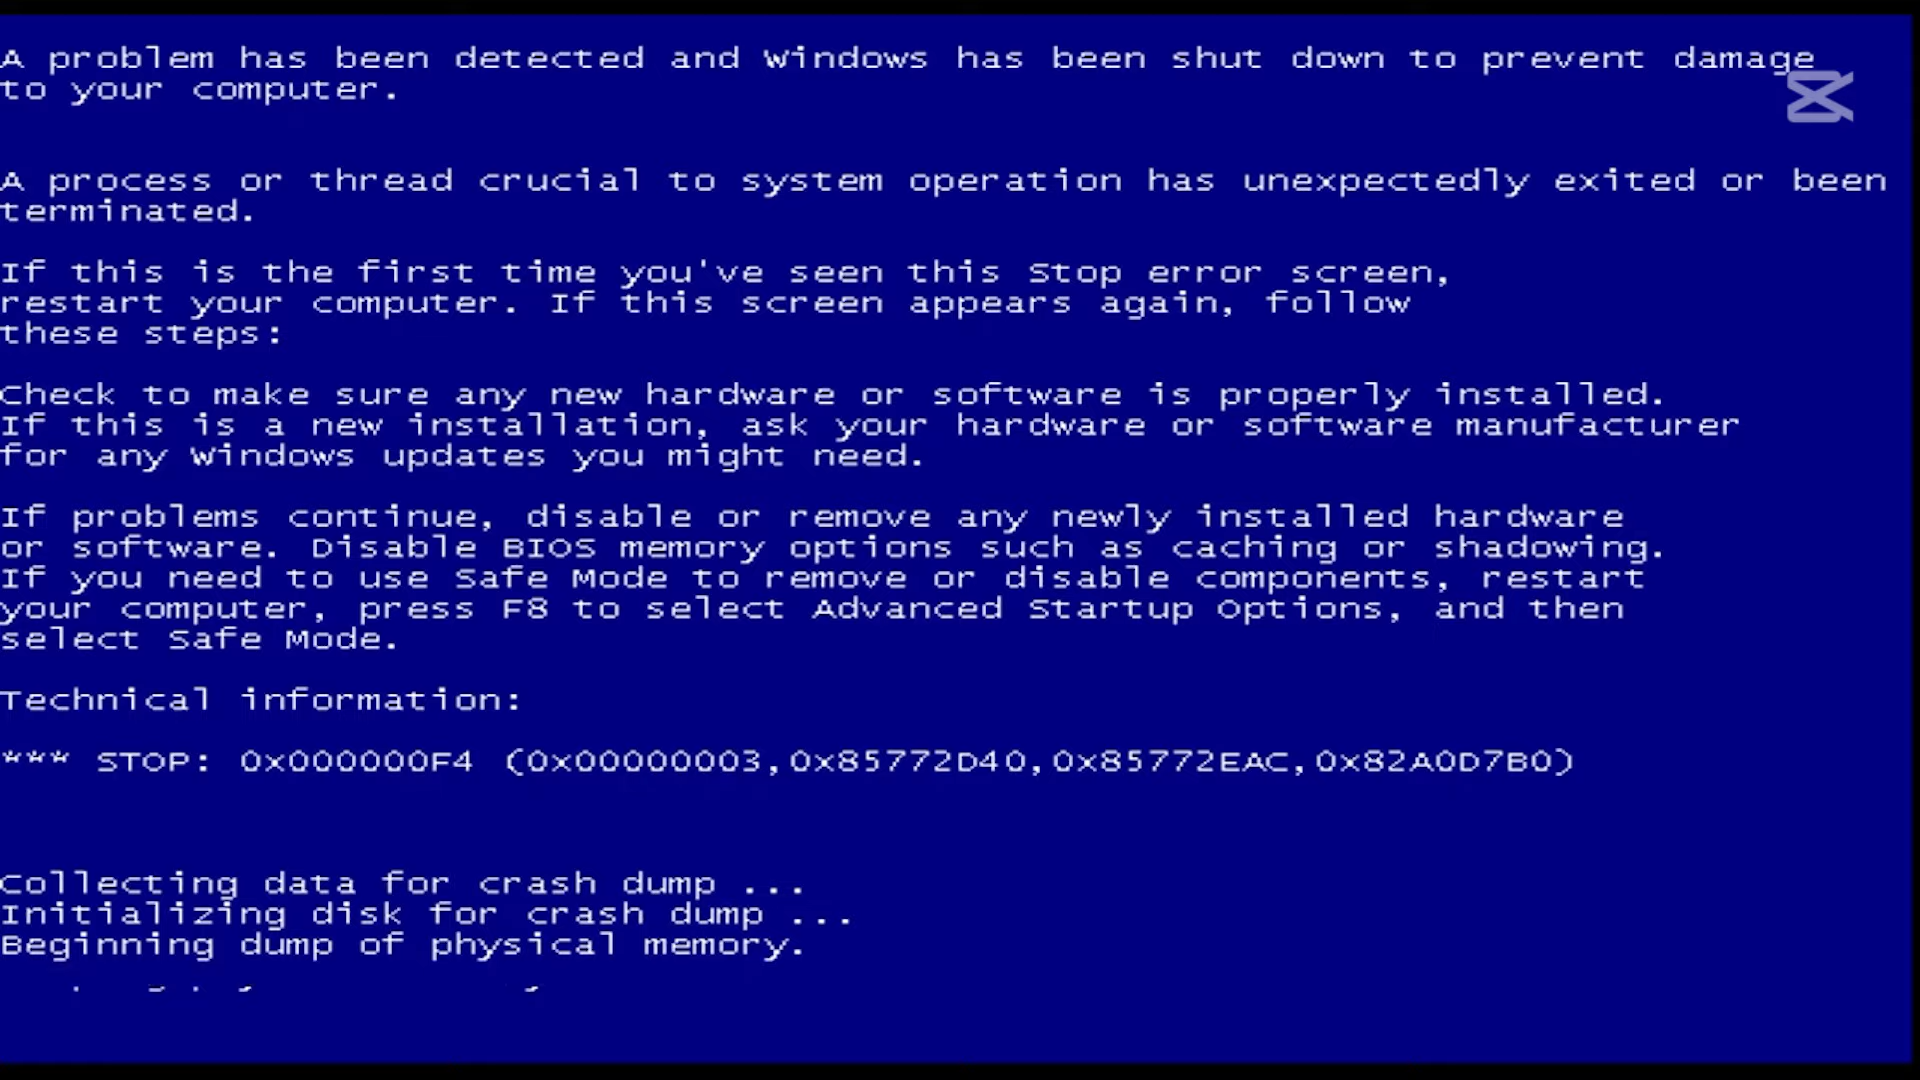 A problem has been detected and Windows has been shut down to prevent damage
to your computer.
A process or thread crucial to system operation has unexpectedly exited or been
terminated.
If this is the first time you've seen this Stop error screen,
restart your computer. If this screen appears again, follow
these steps:
Check to make sure any new hardware or software is properly installed.
If this is a new installation, ask your hardware or software manufacturer
for any Windows updates you might need.
If problems continue, disable or remove any newly installed hardware
or software. Disable BIOS memory options such as caching or shadowing.
If you need to use Safe Mode to remove or disable components, restart
your computer, press F8 to select Advanced Startup Options, and then
select Safe Mode.
Technical information:
*** STOP: 0x000000F4 (0x00000003,0x85772D40,0x85772EAC,0x82A0D7B0)
Collecting data for crash dump ...
Initializing disk for crash dump ...
Beginning dump of physical memory.